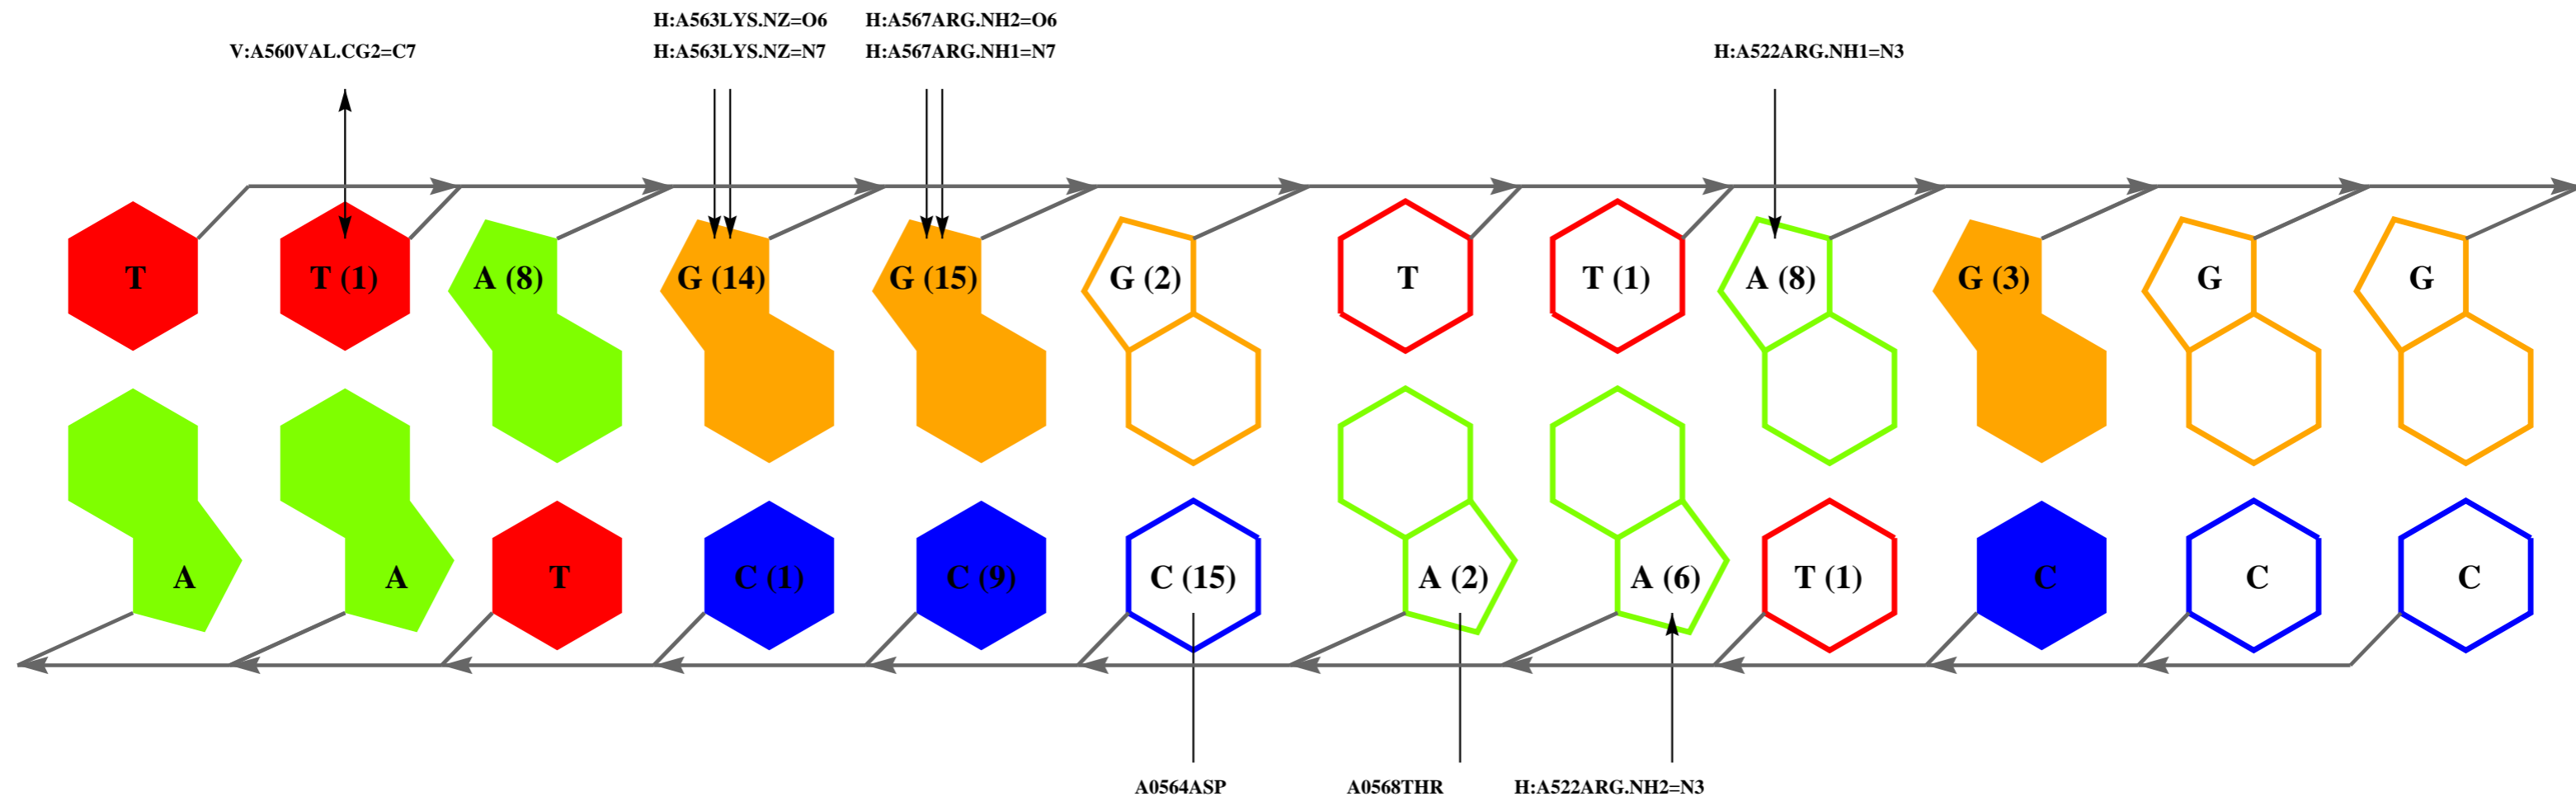 H:A563LYS.NZ=O6 H:A567ARG.NH2=O6
V:A560VAL.CG2=C7 H:A563LYS.NZ=N7 H:A567ARG.NH1=N7 H:A522ARG.NH1=N3
T T (1) A (8) G (14) G (15) G (2) T T (1) A (8) G (3) G G
A A T C (1) C (9) C (15) A (2) A (6) T (1) C C C
A0564ASP A0568THR H:A522ARG.NH2=N3